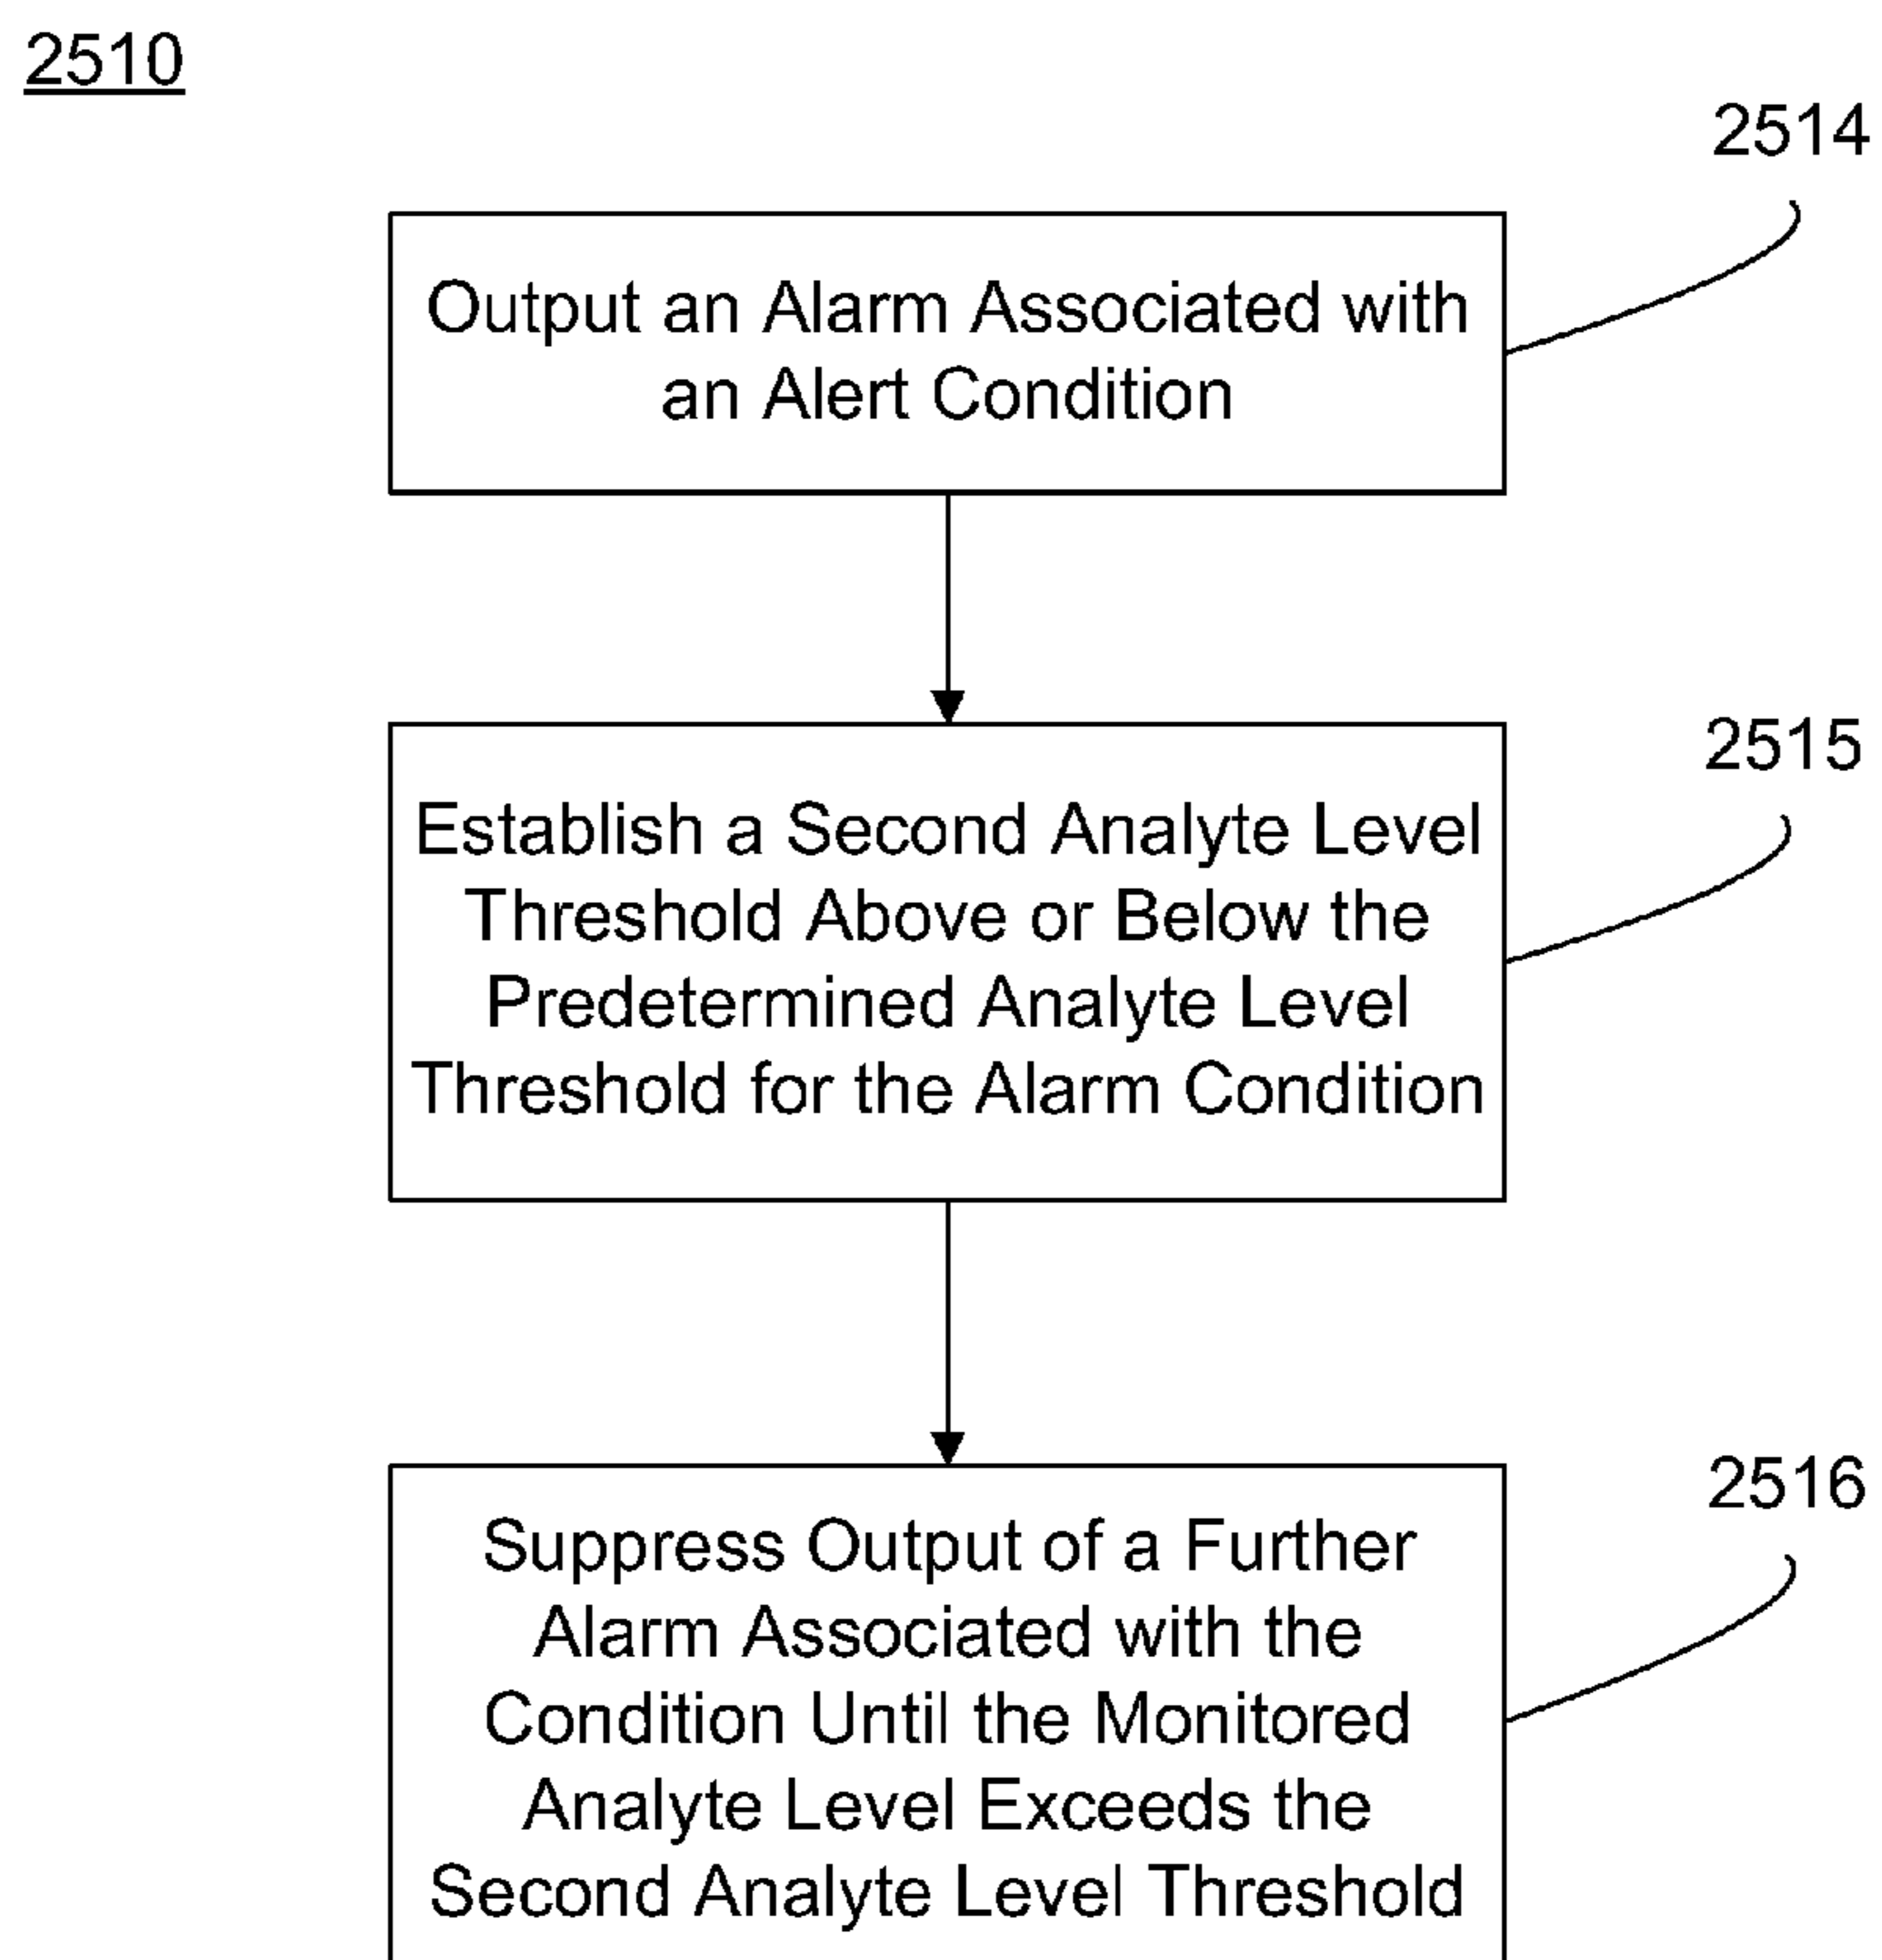 2510
2514
Output an Alarm Associated with
an Alert Condition
2515
Establish a Second Analyte Level
Threshold Above or Below the
Predetermined Analyte Level
Threshold for the Alarm Condition
2516
Suppress Output of a Further
Alarm Associated with the
Condition Until the Monitored
Analyte Level Exceeds the
Second Analyte Level Threshold